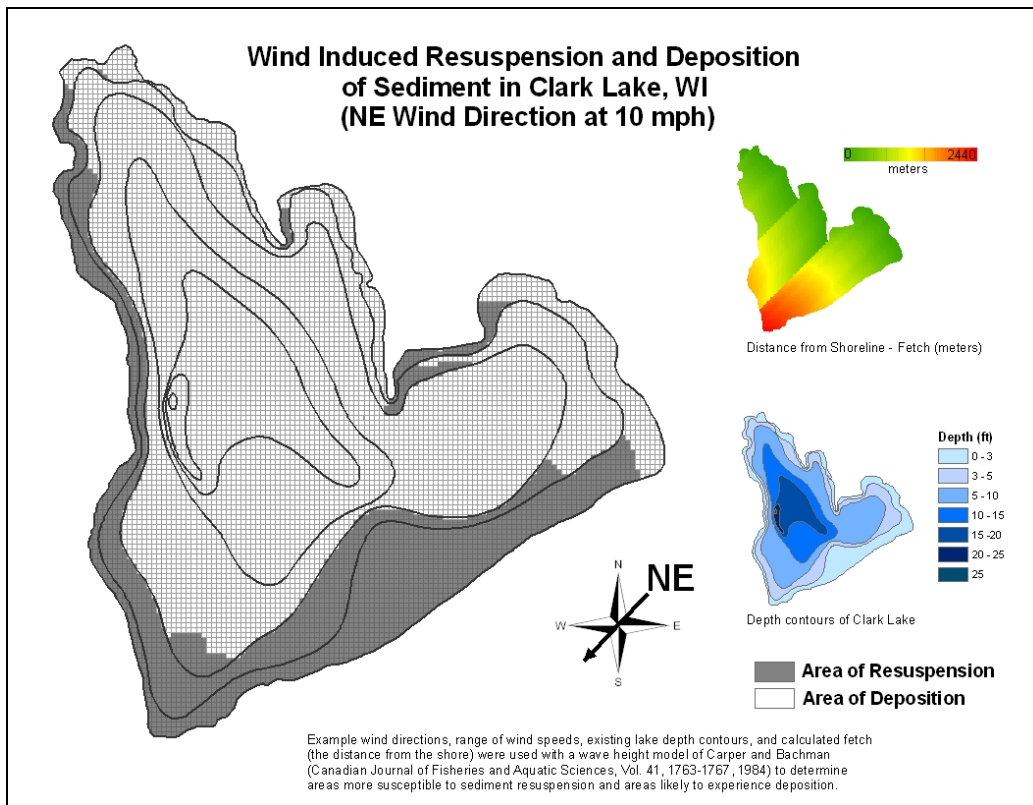 Wind Induced Resuspension and Deposition
of Sediment in Clark Lake, WI
(NE Wind Direction at 10 mph)
0 2440
meters
Distance from Shoreline - Fetch (meters)
Depth (ft)
0 - 3
3 - 5
5 - 10
10 - 15
15 -20
20 - 25
25
Depth contours of Clark Lake
N
NE
W
E
S
Area of Resuspension
Area of Deposition
Example wind directions, range of wind speeds, existing lake depth contours, and calculated fetch
(the distance from the shore) were used with a wave height model of Carper and Bachman
(Canadian Journal of Fisheries and Aquatic Sciences, Vol. 41, 1763-1767, 1984) to determine
areas more susceptible to sediment resuspension and areas likely to experience deposition.